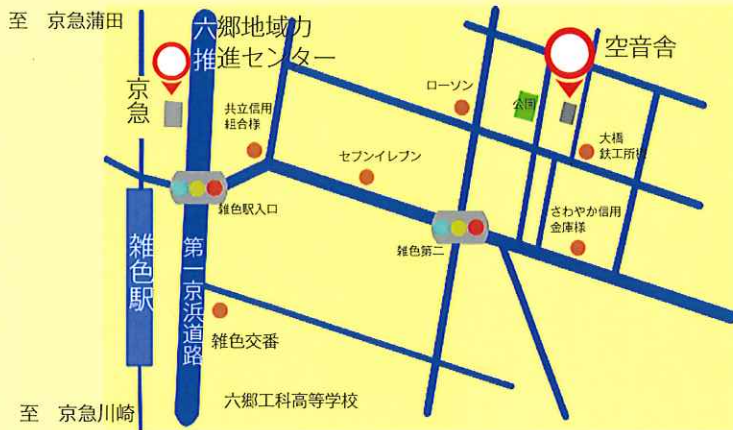 至 京急蒲田
六郷地域力
推進センター
空音舎
京急
ローソン
公園
共立信用
組合様
大橋
鉄工所様
セブンイレブン
さわやか信用
金庫様
雑色駅入口
雑色第二
雑色駅
第一京浜道路
雑色交番
六郷工科高等学校
至 京急川崎